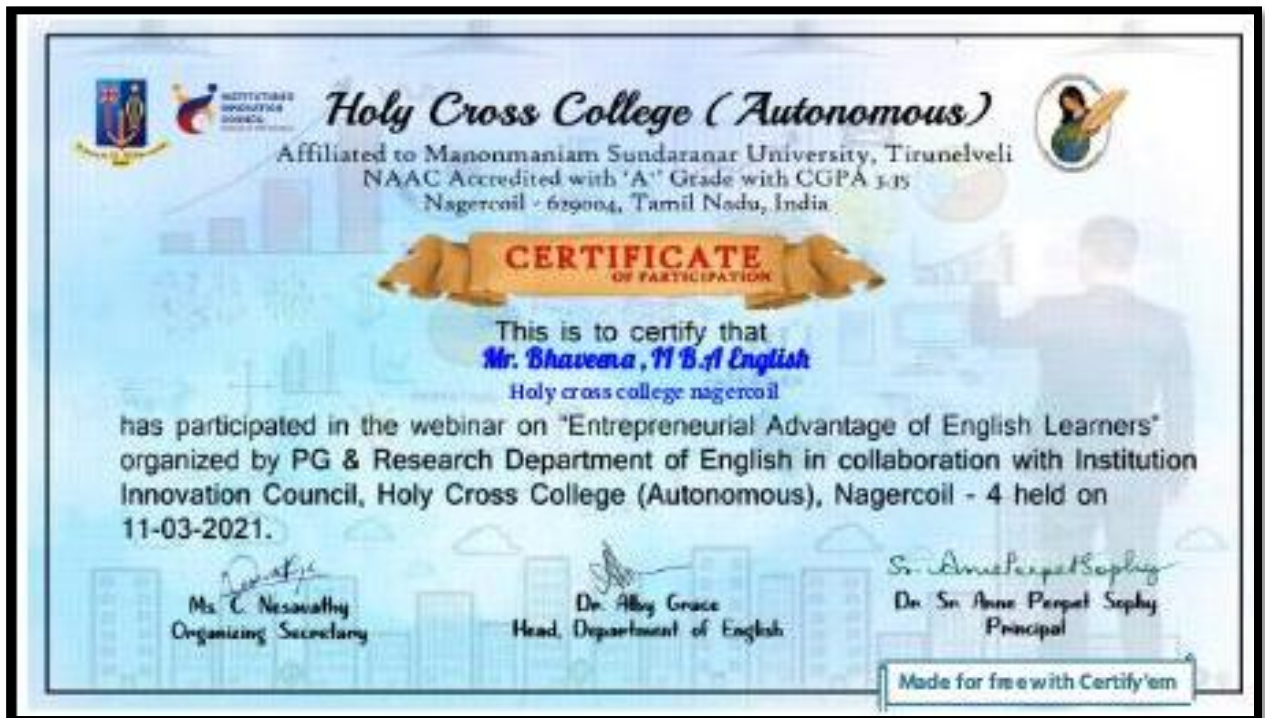 INSTITUTION'S
INNOVATION
COUNCIL
Holy Cross College (Autonomous)
Affiliated to Manonmaniam Sundaranar University, Tirunelveli
NAAC Accredited with 'A+' Grade with CGPA 3.35
Nagercoil - 629004, Tamil Nadu, India
CERTIFICATE
OF PARTICIPATION
This is to certify that
Mr. Bhaveena , II B.A English
Holy cross college nagercoil
has participated in the webinar on "Entrepreneurial Advantage of English Learners"
organized by PG & Research Department of English in collaboration with Institution
Innovation Council, Holy Cross College (Autonomous), Nagercoil - 4 held on
11-03-2021.
Sr. Anne Perpet Sophy
Ms. C. Nesavathy
Dr. Alby Grace
Dr. Sr. Anne Perpet Sophy
Organizing Secretary
Head, Department of English
Principal
Made for free with Certify'em